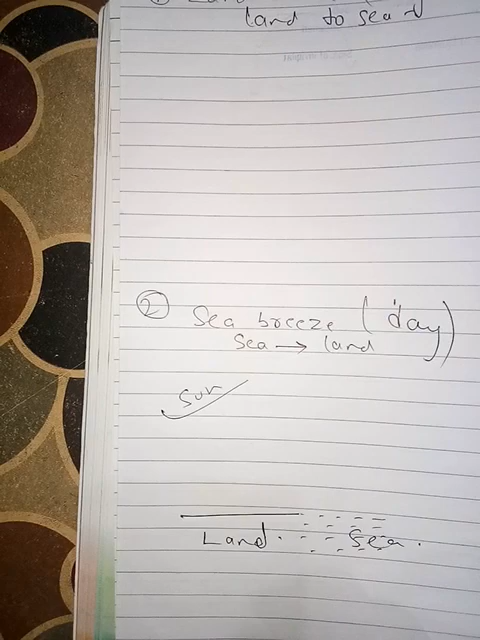 land to sea
② Sea breeze (day)
Sea → land
Sun
Land. Sea.